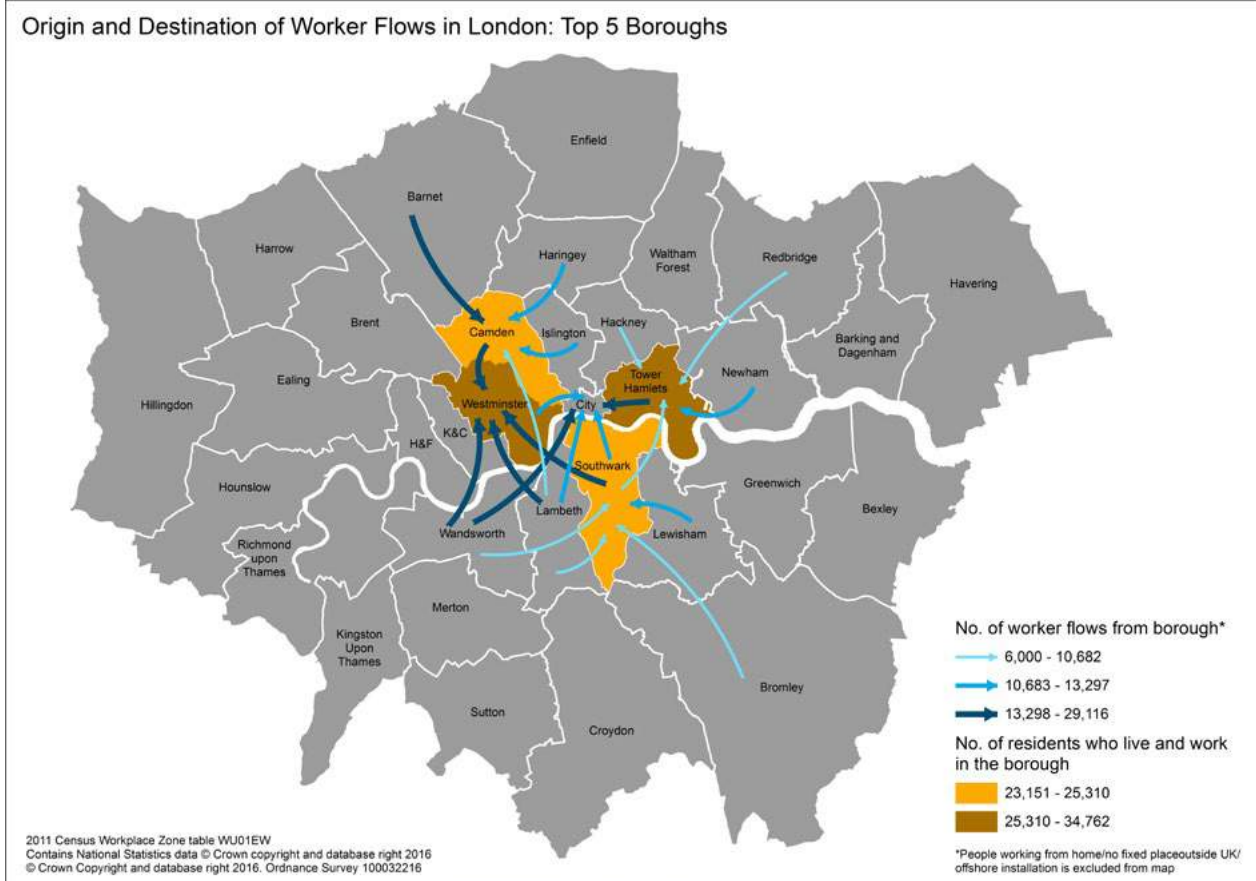 Origin and Destination of Worker Flows in London: Top 5 Boroughs
Enfield
Barnet
Harrow
Haringey
Waltham
Forest
Redbridge
Havering
Brent
Camden
Islington
Hackney
Barking and
Dagenham
Ealing
Hillingdon
Westminster
City
Tower
Hamlets
Newham
H&F
K&C
Southwark
Hounslow
Greenwich
Bexley
Wandsworth
Lambeth
Lewisham
Richmond
upon
Thames
Merton
Kingston
Upon
Thames
Sutton
Croydon
Bromley
No. of worker flows from borough*
6,000 - 10,682
10,683 - 13,297
13,298 - 29,116
No. of residents who live and work
in the borough
23,151 - 25,310
25,310 - 34,762
*People working from home/no fixed placeoutside UK/
offshore installation is excluded from map
2011 Census Workplace Zone table WU01EW
Contains National Statistics data © Crown copyright and database right 2016
© Crown Copyright and database right 2016. Ordnance Survey 100032216